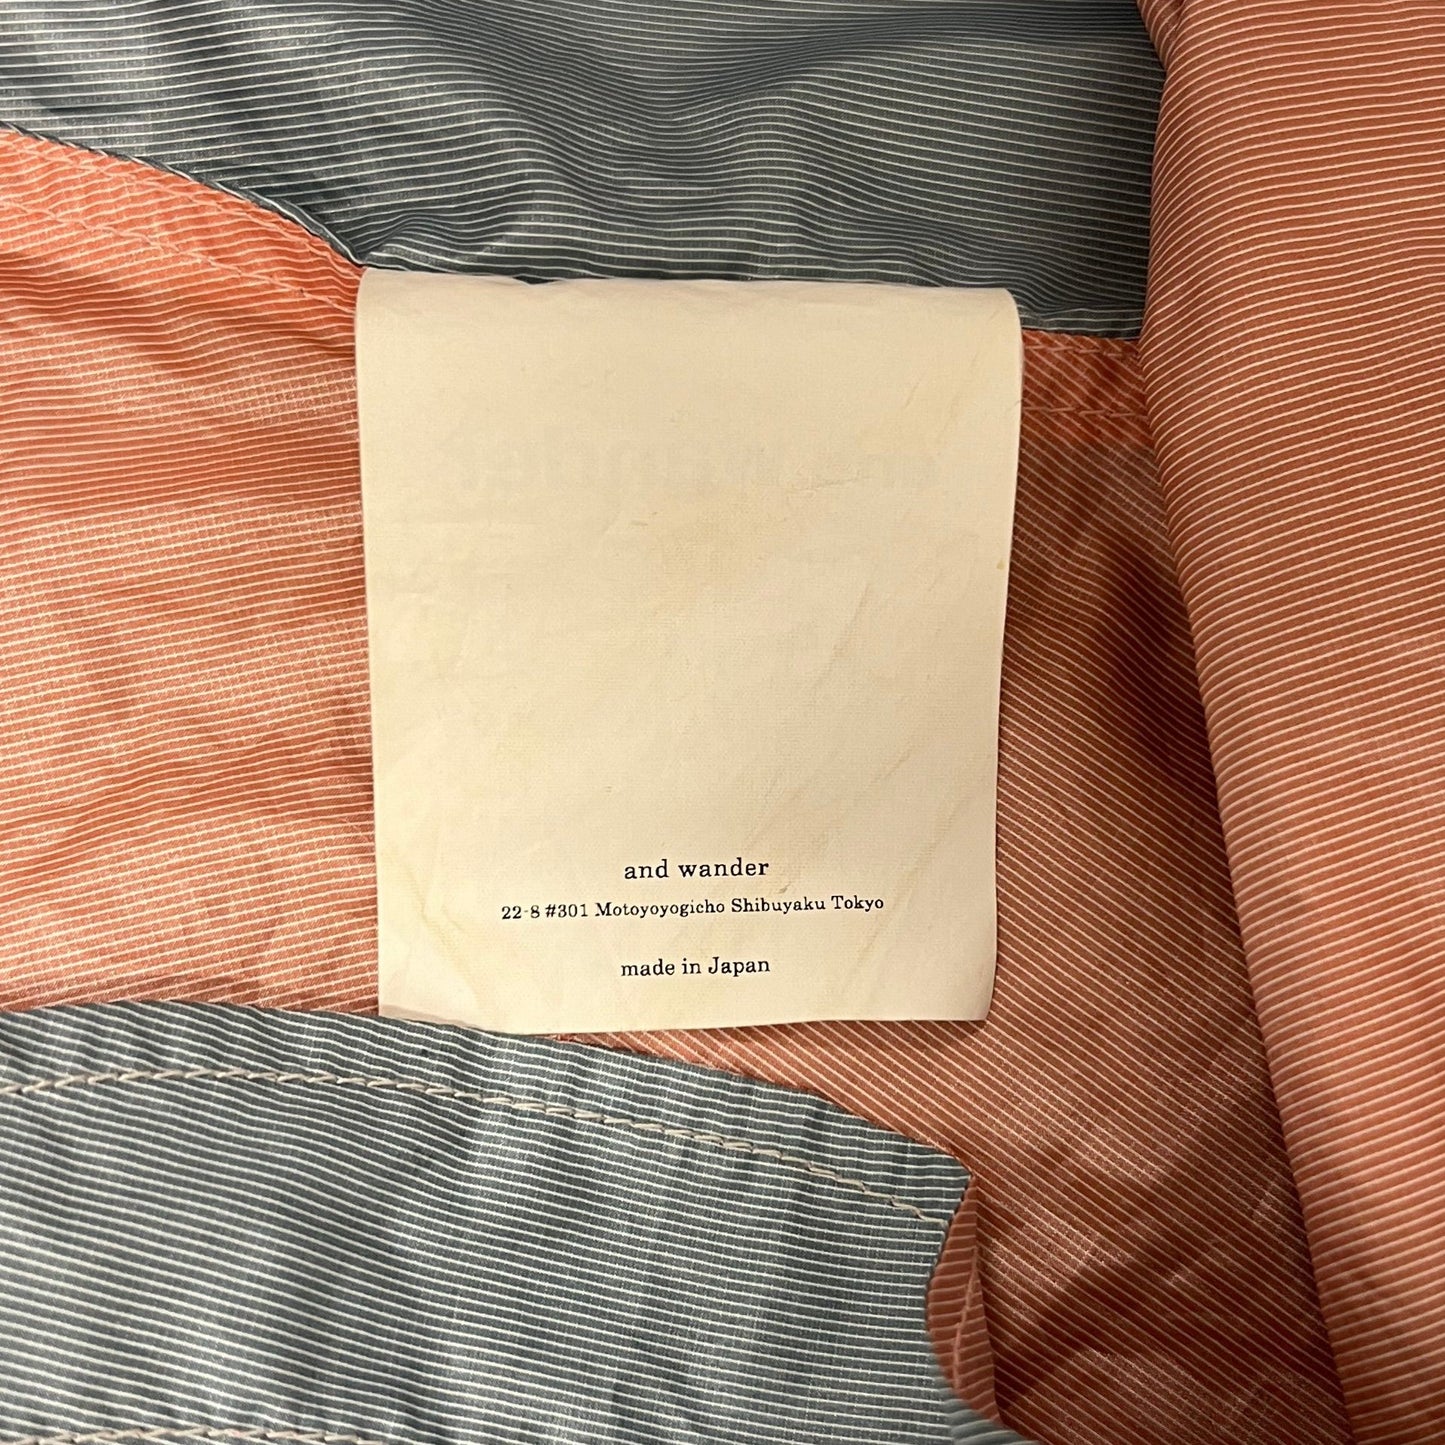 and wander
22-8 #301 Motoyoyogicho Shibuyaku Tokyo
made in Japan